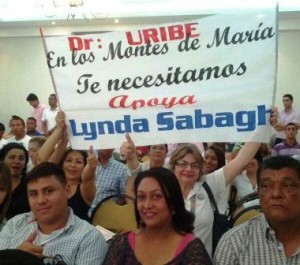 Dr: URIBE
En los Montes de María
Te necesitamos
Apoya
Lynda Sabagh